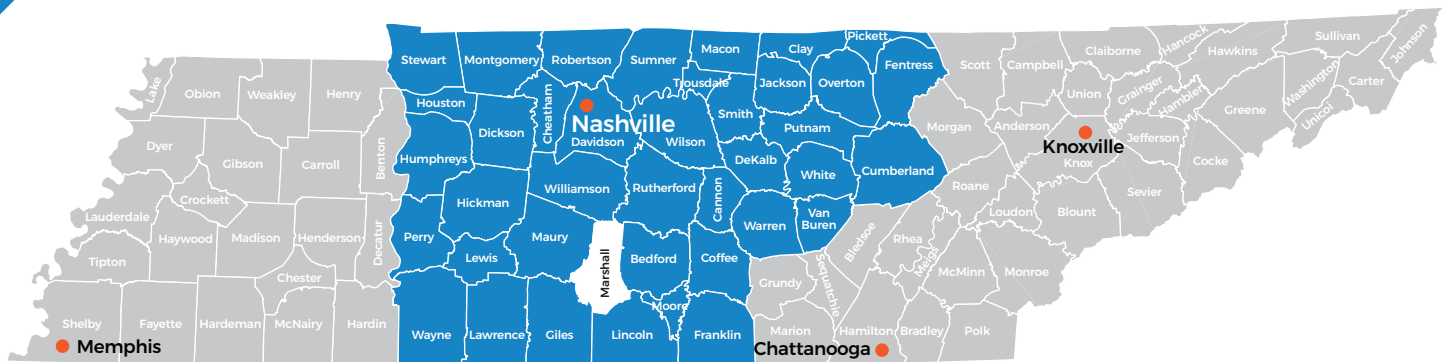 Lake
Obion
Weakley
Henry
Dyer
Gibson
Carroll
Benton
Crockett
Lauderdale
Haywood
Madison
Henderson
Decatur
Tipton
Chester
Shelby
Fayette
Hardeman
McNairy
Hardin
Memphis
Stewart
Montgomery
Robertson
Sumner
Macon
Clay
Pickett
Fentress
Trousdale
Jackson
Overton
Houston
Dickson
Cheatham
Nashville
Davidson
Wilson
Smith
Putnam
Humphreys
DeKalb
White
Cumberland
Williamson
Rutherford
Cannon
Hickman
Warren
Van
Buren
Perry
Lewis
Maury
Marshall
Bedford
Coffee
Moore
Wayne
Lawrence
Giles
Lincoln
Franklin
Scott
Campbell
Claiborne
Hancock
Hawkins
Sullivan
Johnson
Union
Grainger
Hamblen
Washington
Carter
Unicoi
Greene
Morgan
Anderson
Knoxville
Knox
Jefferson
Cocke
Sevier
Roane
Loudon
Blount
Bledsoe
Rhea
Meigs
McMinn
Monroe
Sequatchie
Grundy
Marion
Hamilton
Bradley
Polk
Chattanooga